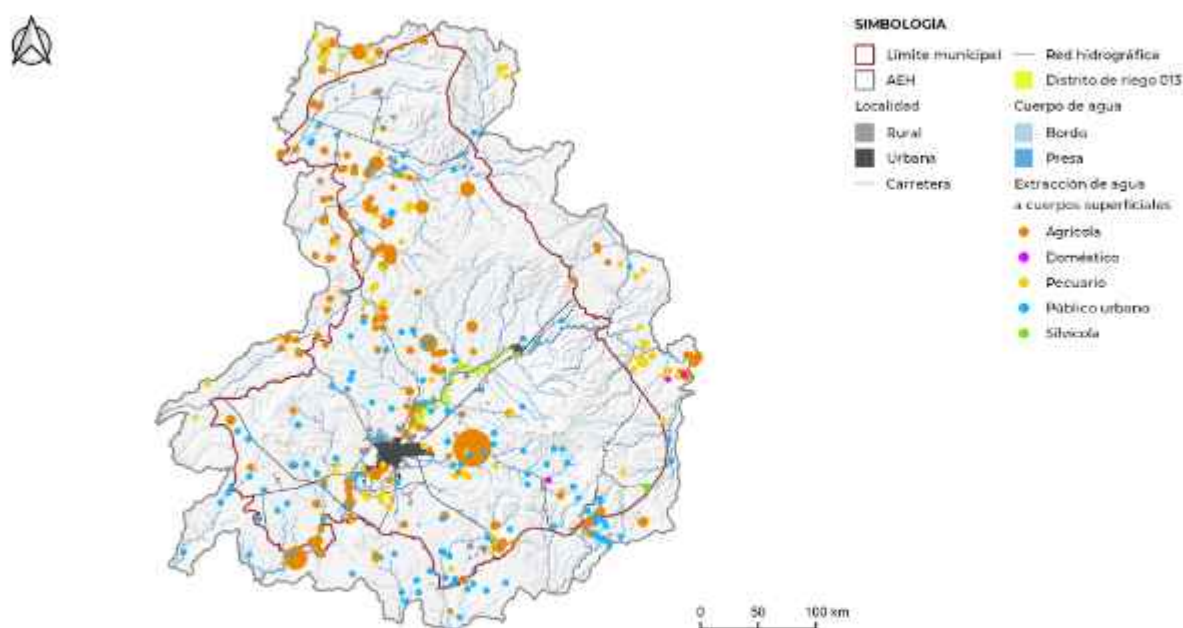 SIMBOLOGÍA
Límite municipal
AEH
Localidad
Rural
Urbana
Carretera
Red hidrográfica
Distrito de riego 013
Cuerpo de agua
Bordo
Presa
Extracción de agua
a cuerpos superficiales
Agrícola
Doméstico
Pecuario
Público urbano
Silvícola
0 50 100 km